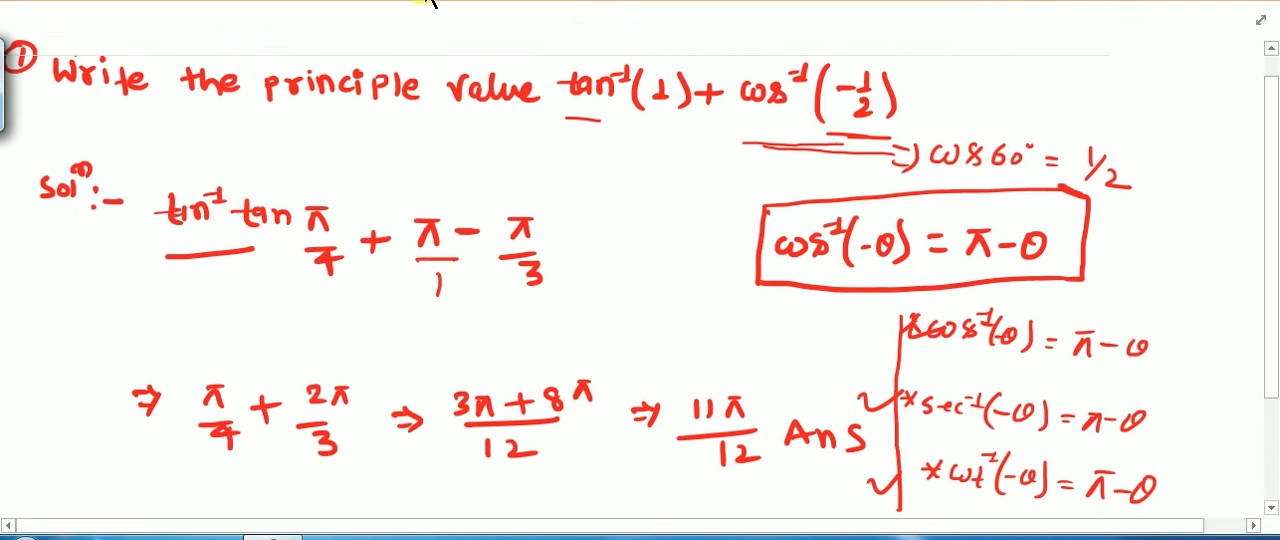 ① Write the principle value tan⁻¹(1) + cos⁻¹(-1/2)
⇒ cos 60° = 1/2
Solⁿ:- tan⁻¹ tan π/4 + π/1 - π/3
cos⁻¹(-θ) = π-θ
*cos⁻¹(-θ) = π-θ
⇒ π/4 + 2π/3 ⇒ 3π+8π/12 ⇒ 11π/12 Ans
*sec⁻¹(-θ) = π-θ
*cot⁻¹(-θ) = π-θ